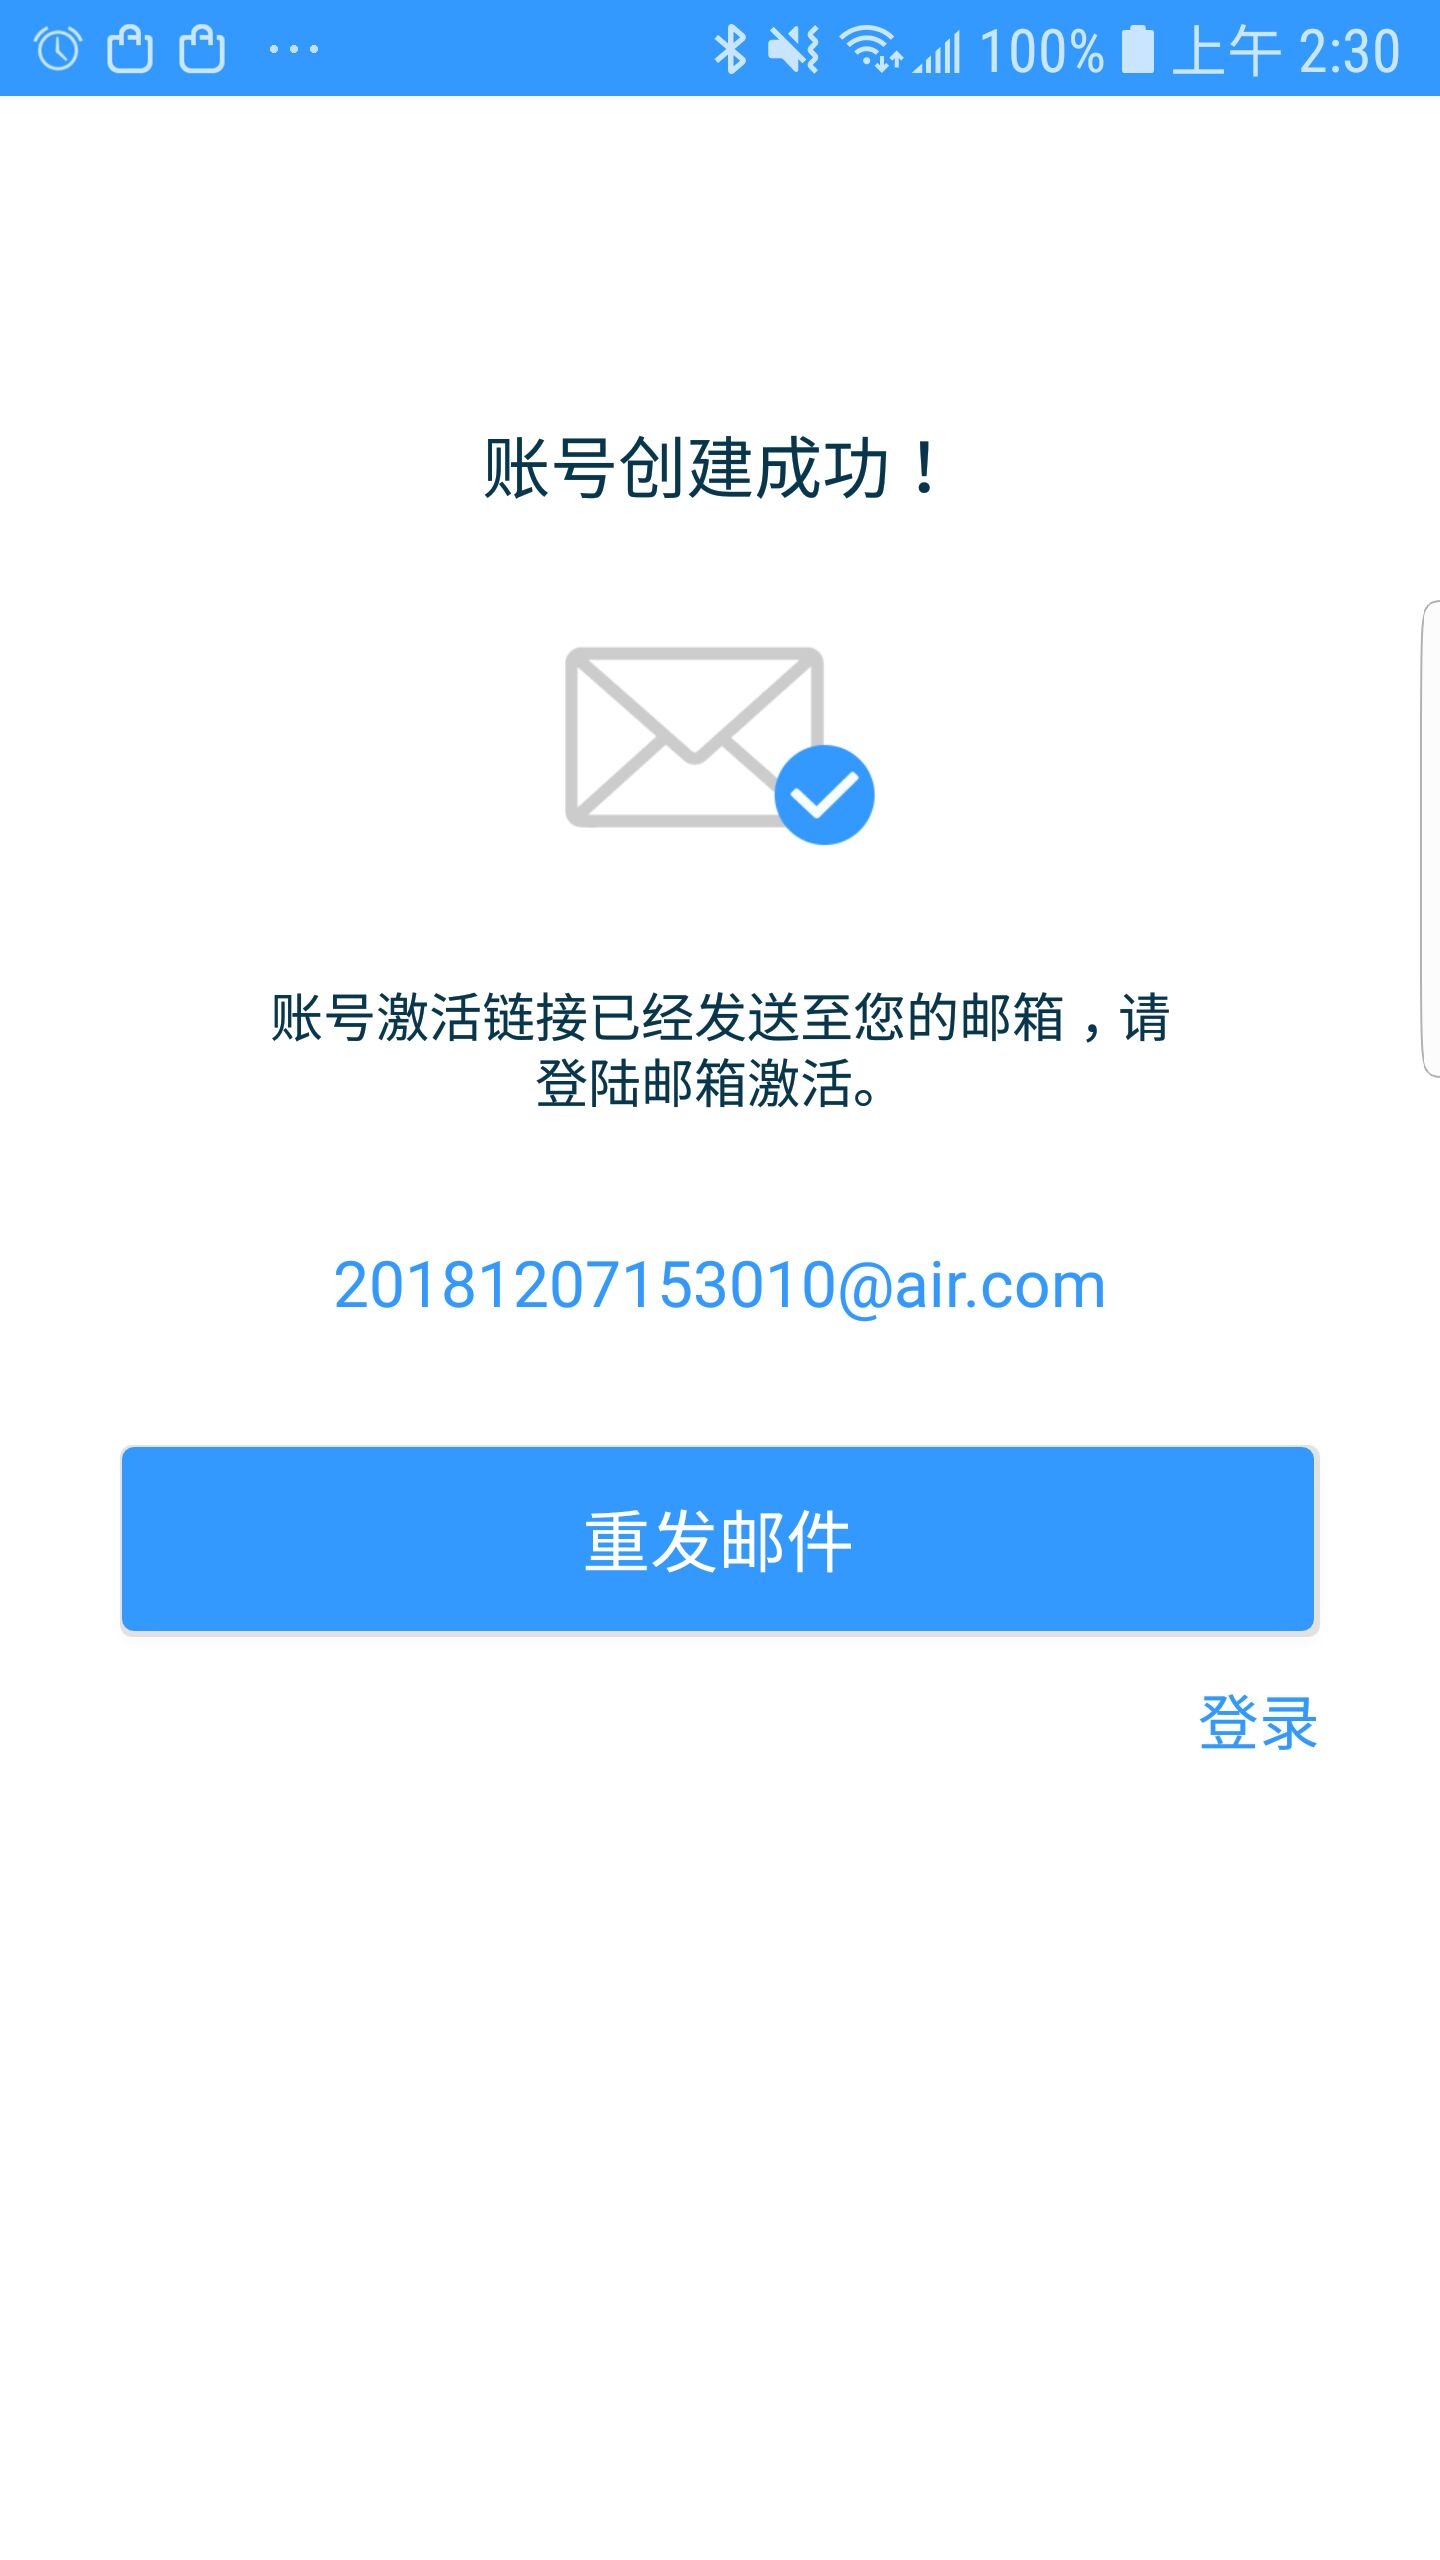 100% 上午 2:30
账号创建成功！
账号激活链接已经发送至您的邮箱，请
登陆邮箱激活。
20181207153010@air.com
重发邮件
登录